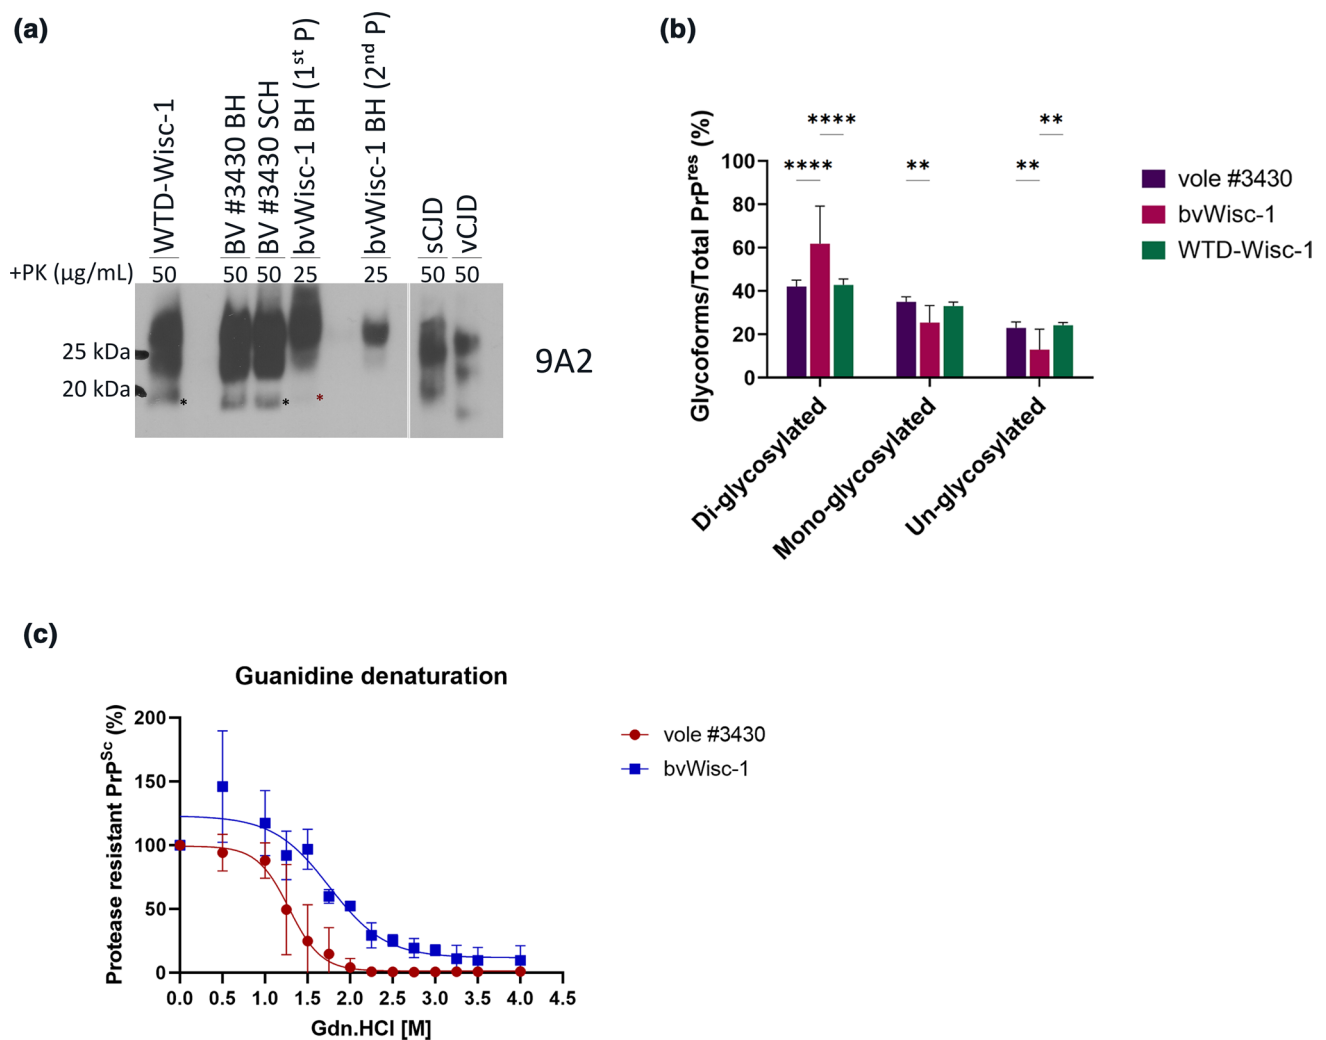 (a)
WTD-Wisc-1
BV #3430 BH
BV #3430 SCH
bvWisc-1 BH (1st P)
bvWisc-1 BH (2nd P)
sCJD
vCJD
+PK (µg/mL) 50 50 50 25 25 50 50
25 kDa
20 kDa
* * *
9A2
(b)
Glycoforms/Total PrPres (%)
**** **
**** ** **
100
80
60
40
20
0
Di-glycosylated
Mono-glycosylated
Un-glycosylated
vole #3430
bvWisc-1
WTD-Wisc-1
(c)
Guanidine denaturation
Protease resistant PrPSc (%)
200
150
100
50
0
0.0 0.5 1.0 1.5 2.0 2.5 3.0 3.5 4.0 4.5
Gdn.HCl [M]
vole #3430
bvWisc-1